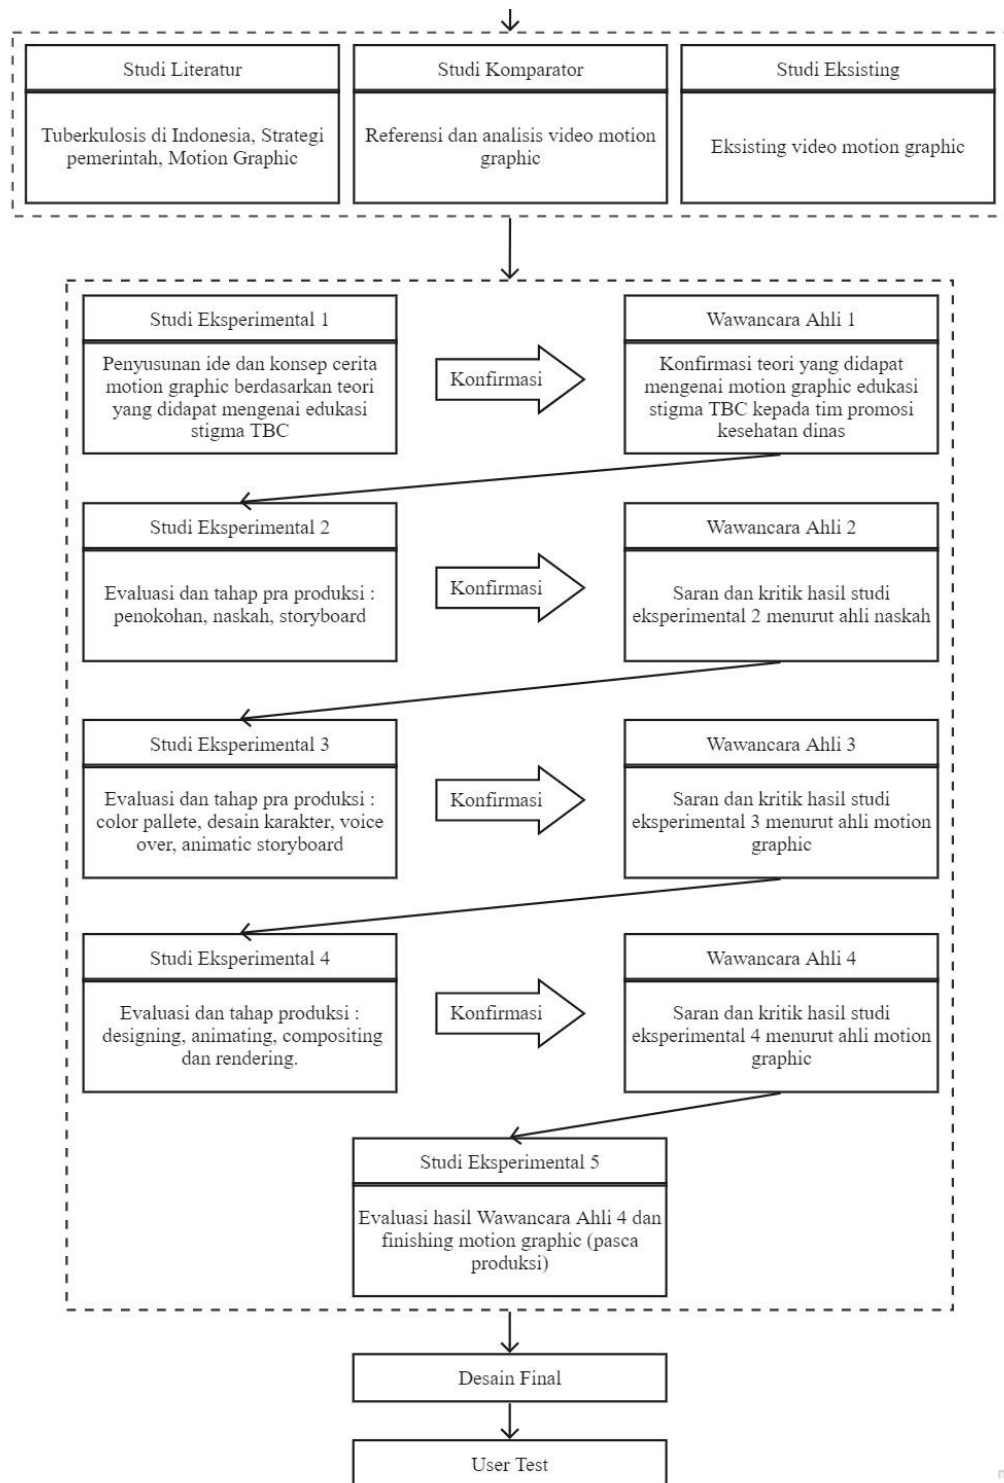 Studi Literatur
Tuberkulosis di Indonesia, Strategi
pemerintah, Motion Graphic
Studi Komparator
Referensi dan analisis video motion
graphic
Studi Eksisting
Eksisting video motion graphic
Studi Eksperimental 1
Penyusunan ide dan konsep cerita
motion graphic berdasarkan teori
yang didapat mengenai edukasi
stigma TBC
Konfirmasi
Wawancara Ahli 1
Konfirmasi teori yang didapat
mengenai motion graphic edukasi
stigma TBC kepada tim promosi
kesehatan dinas
Studi Eksperimental 2
Evaluasi dan tahap pra produksi :
penokohan, naskah, storyboard
Konfirmasi
Wawancara Ahli 2
Saran dan kritik hasil studi
eksperimental 2 menurut ahli naskah
Studi Eksperimental 3
Evaluasi dan tahap pra produksi :
color pallete, desain karakter, voice
over, animatic storyboard
Konfirmasi
Wawancara Ahli 3
Saran dan kritik hasil studi
eksperimental 3 menurut ahli motion
graphic
Studi Eksperimental 4
Evaluasi dan tahap produksi :
designing, animating, compositing
dan rendering.
Konfirmasi
Wawancara Ahli 4
Saran dan kritik hasil studi
eksperimental 4 menurut ahli motion
graphic
Studi Eksperimental 5
Evaluasi hasil Wawancara Ahli 4 dan
finishing motion graphic (pasca
produksi)
Desain Final
User Test